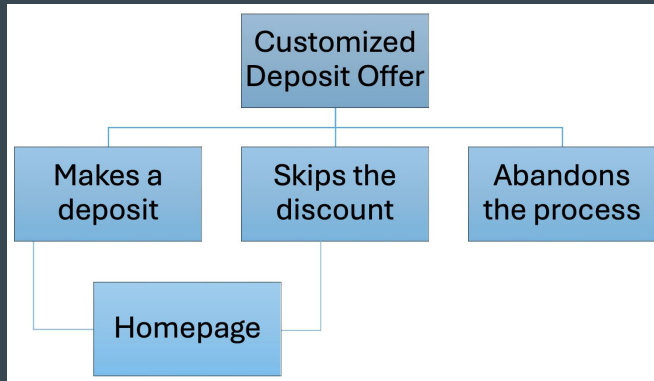 Customized
Deposit Offer
Makes a
deposit
Skips the
discount
Abandons
the process
Homepage